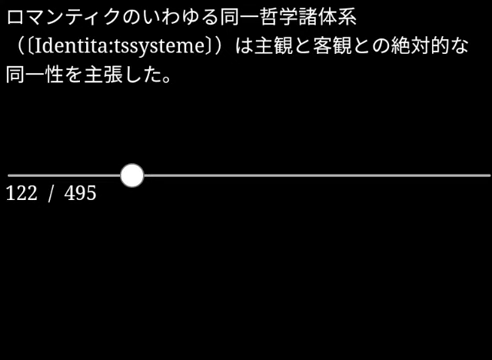 ロマンティクのいわゆる同一哲学諸体系
（〔Identita:tssysteme〕）は主観と客観との絶対的な
同一性を主張した。
122 / 495